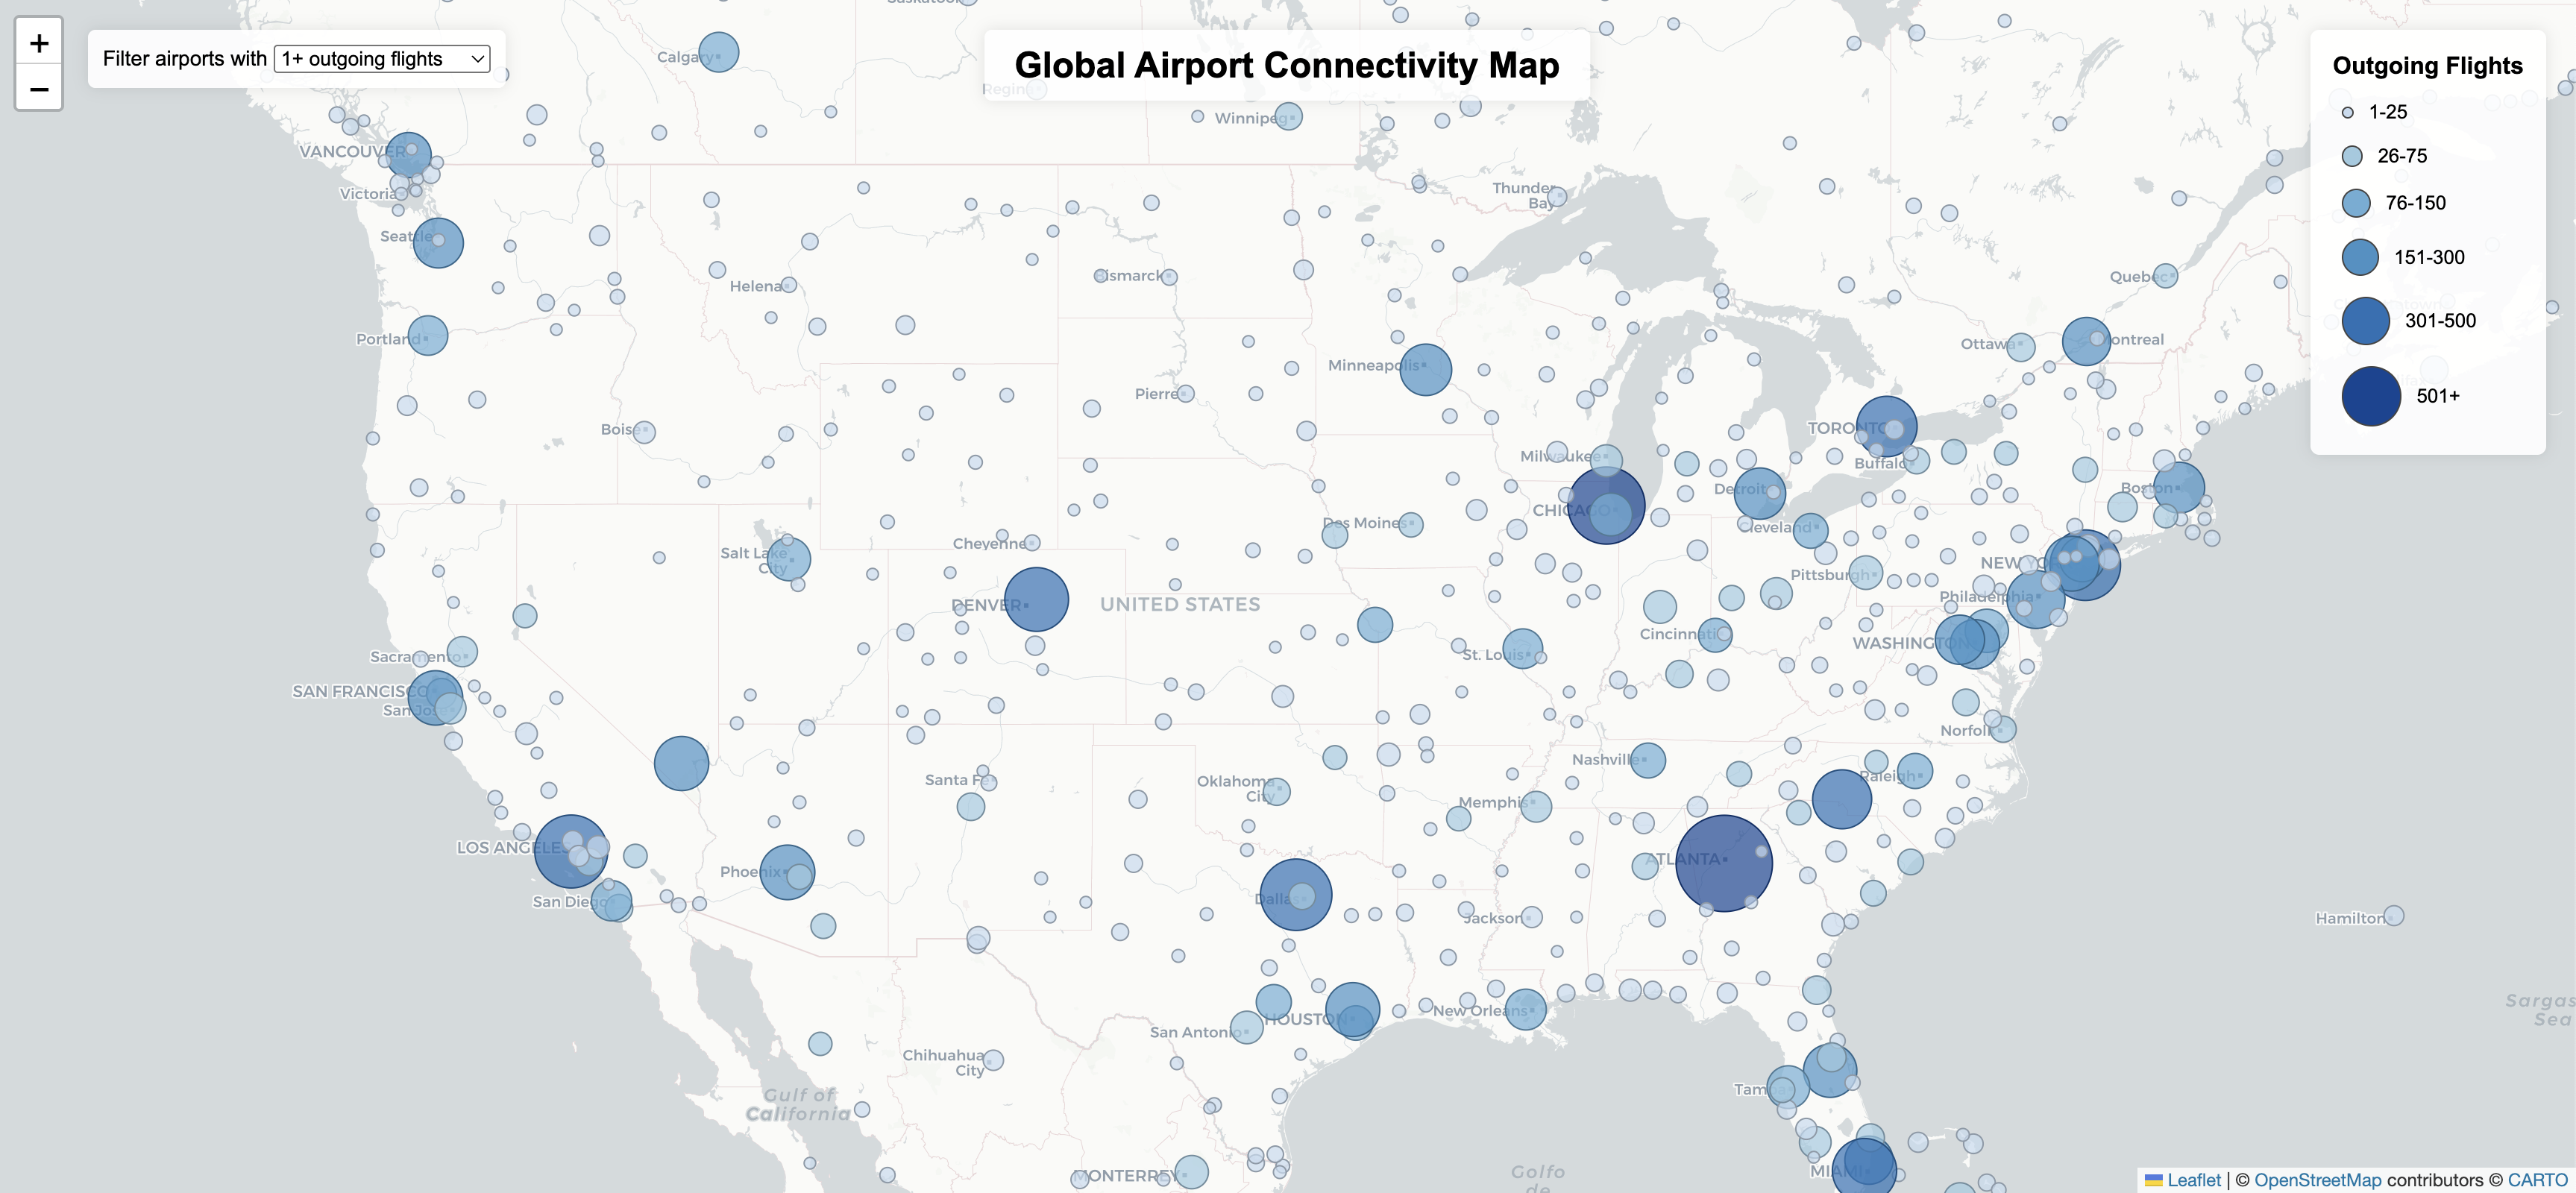 +
−
Filter airports with 1+ outgoing flights
Global Airport Connectivity Map
Outgoing Flights
1-25
26-75
76-150
151-300
301-500
501+
Calgary
Regina
Winnipeg
VANCOUVER
Victoria
Thunder
Bay
Seattle
Bismarck
Helena
Quebec
Portland
Ottawa
Montreal
Minneapolis
Pierre
Boise
TORONTO
Milwaukee
Buffalo
Detroit
Boston
CHICAGO
Des Moines
Cleveland
Salt Lake
City
Cheyenne
NEW YO
Pittsburgh
DENVER
UNITED STATES
Philadelphia
Cincinnati
WASHINGTON
Sacramento
St. Louis
SAN FRANCISCO
San Jose
Norfolk
Nashville
Santa Fe
Oklahoma
City
Raleigh
Memphis
LOS ANGELES
ATLANTA
Phoenix
San Diego
Dallas
Jackson
Hamilton
Sargas
Sea
New Orleans
HOUSTON
San Antonio
Chihuahua
City
Gulf of
California
Tampa
MIAMI
MONTERREY
Golfo
de
Leaflet | © OpenStreetMap contributors © CARTO